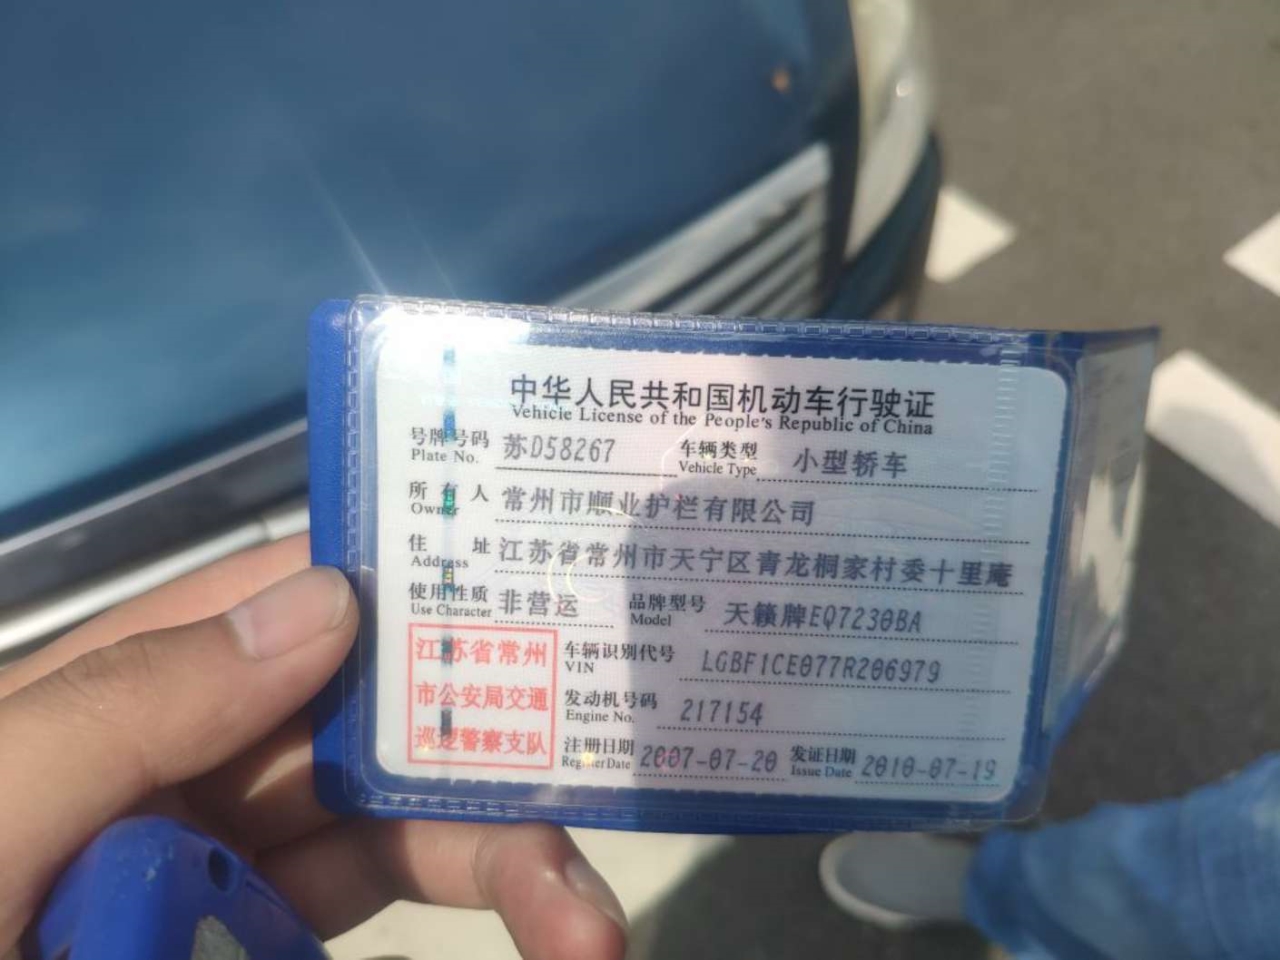 中华人民共和国机动车行驶证
Vehicle License of the People's Republic of China
号牌号码 苏D58267 车辆类型 小型轿车
Plate No. Vehicle Type
所有人 常州市顺业护栏有限公司
Owner
住址 江苏省常州市天宁区青龙桐家村委十里庵
Address
使用性质 非营运 品牌型号 天籁牌EQ7230BA
Use Character Model
江苏省常州 车辆识别代号 LGBF1CE077R206979
VIN
市公安局交通 发动机号码 217154
Engine No.
巡逻警察支队 注册日期 2007-07-20 发证日期 2010-07-19
Register Date Issue Date